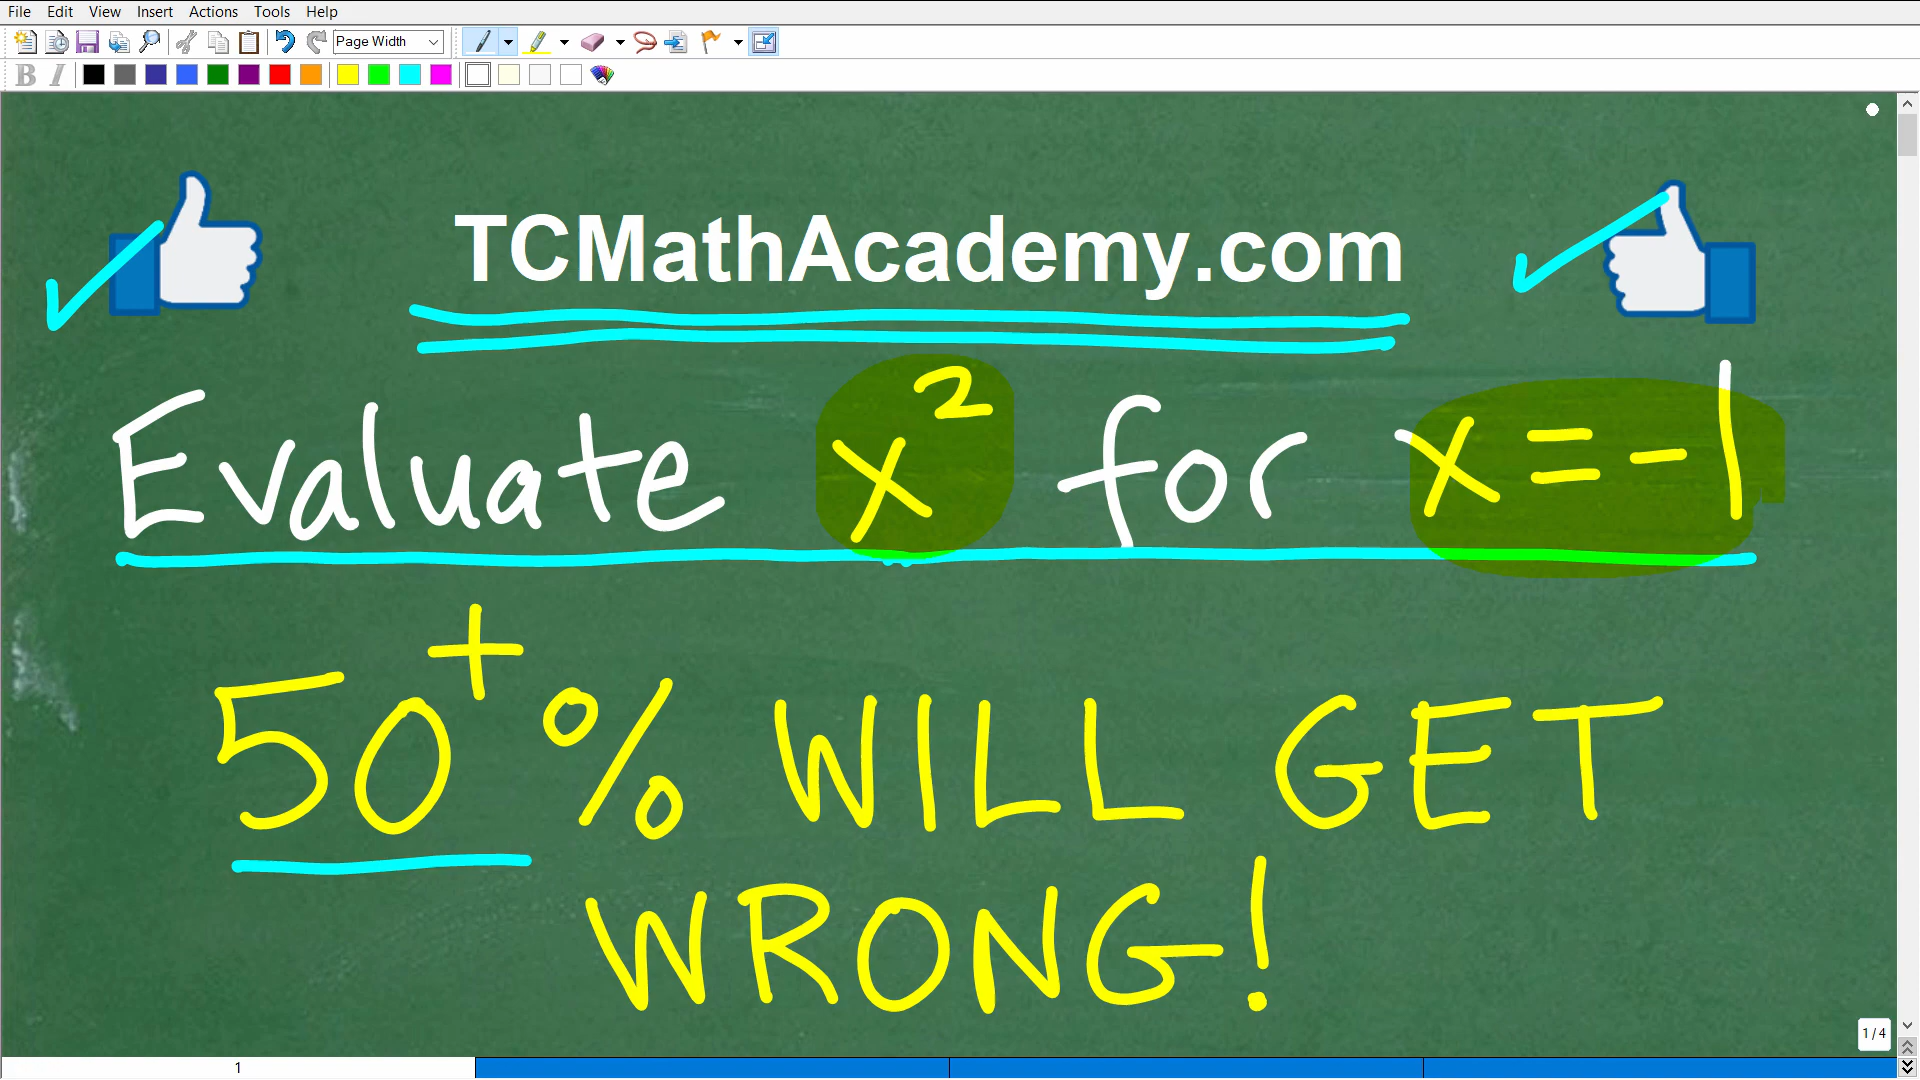 File Edit View Insert Actions Tools Help
Page Width
B I
TCMathAcademy.com
Evaluate x² for x = -1
50⁺% WILL GET
WRONG!
1 / 4
1